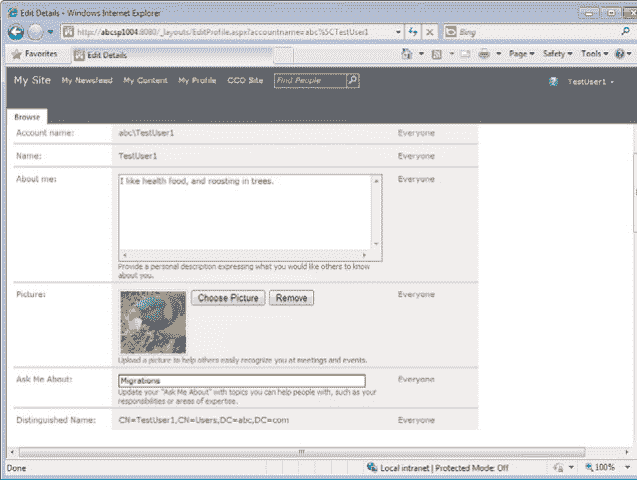 Edit Details - Windows Internet Explorer
http://abcsp1004:8080/_layouts/EditProfile.aspx?accountname=abc%5CTestUser1
Bing
Favorites
Edit Details
Page
Safety
Tools
My Site
My Newsfeed
My Content
My Profile
CCO Site
Find People
TestUser1
Browse
Account name:
abc\TestUser1
Everyone
Name:
TestUser1
Everyone
About me:
I like health food, and roosting in trees.
Everyone
Provide a personal description expressing what you would like others to know
about you.
Picture:
Choose Picture
Remove
Everyone
Upload a picture to help others easily recognize you at meetings and events.
Ask Me About:
Migrations
Everyone
Update your "Ask Me About" with topics you can help people with, such as your
responsibilities or areas of expertise.
Distinguished Name:
CN=TestUser1,CN=Users,DC=abc,DC=com
Everyone
Done
Local intranet | Protected Mode: Off
100%